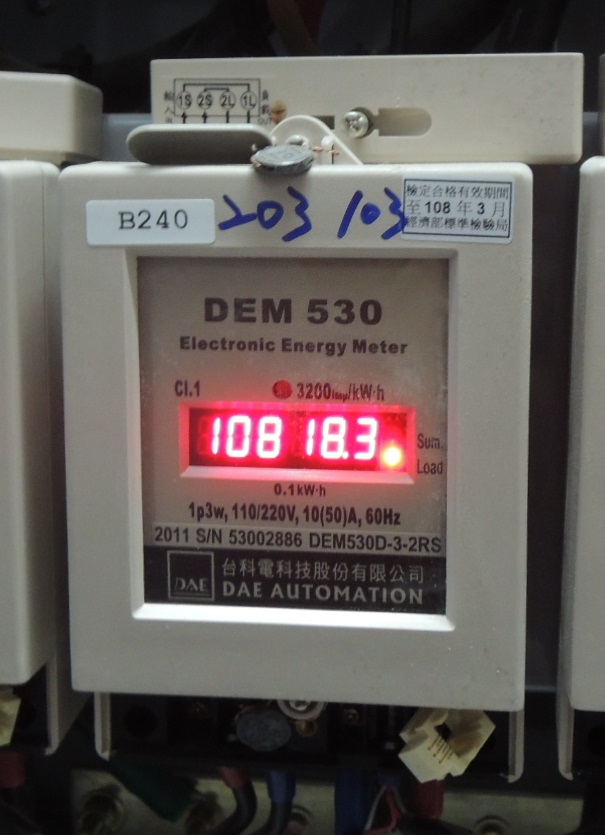 1S 2S 2L 1L
B240
203 103
檢定合格有效期間
至 108 年 3 月
經濟部標準檢驗局
DEM 530
Electronic Energy Meter
Cl.1
3200imp/kW·h
10818.3
Sum.
Load
0.1kW·h
1p3w, 110/220V, 10(50)A, 60Hz
2011 S/N 53002886 DEM530D-3-2RS
DAE
台科電科技股份有限公司
DAE AUTOMATION